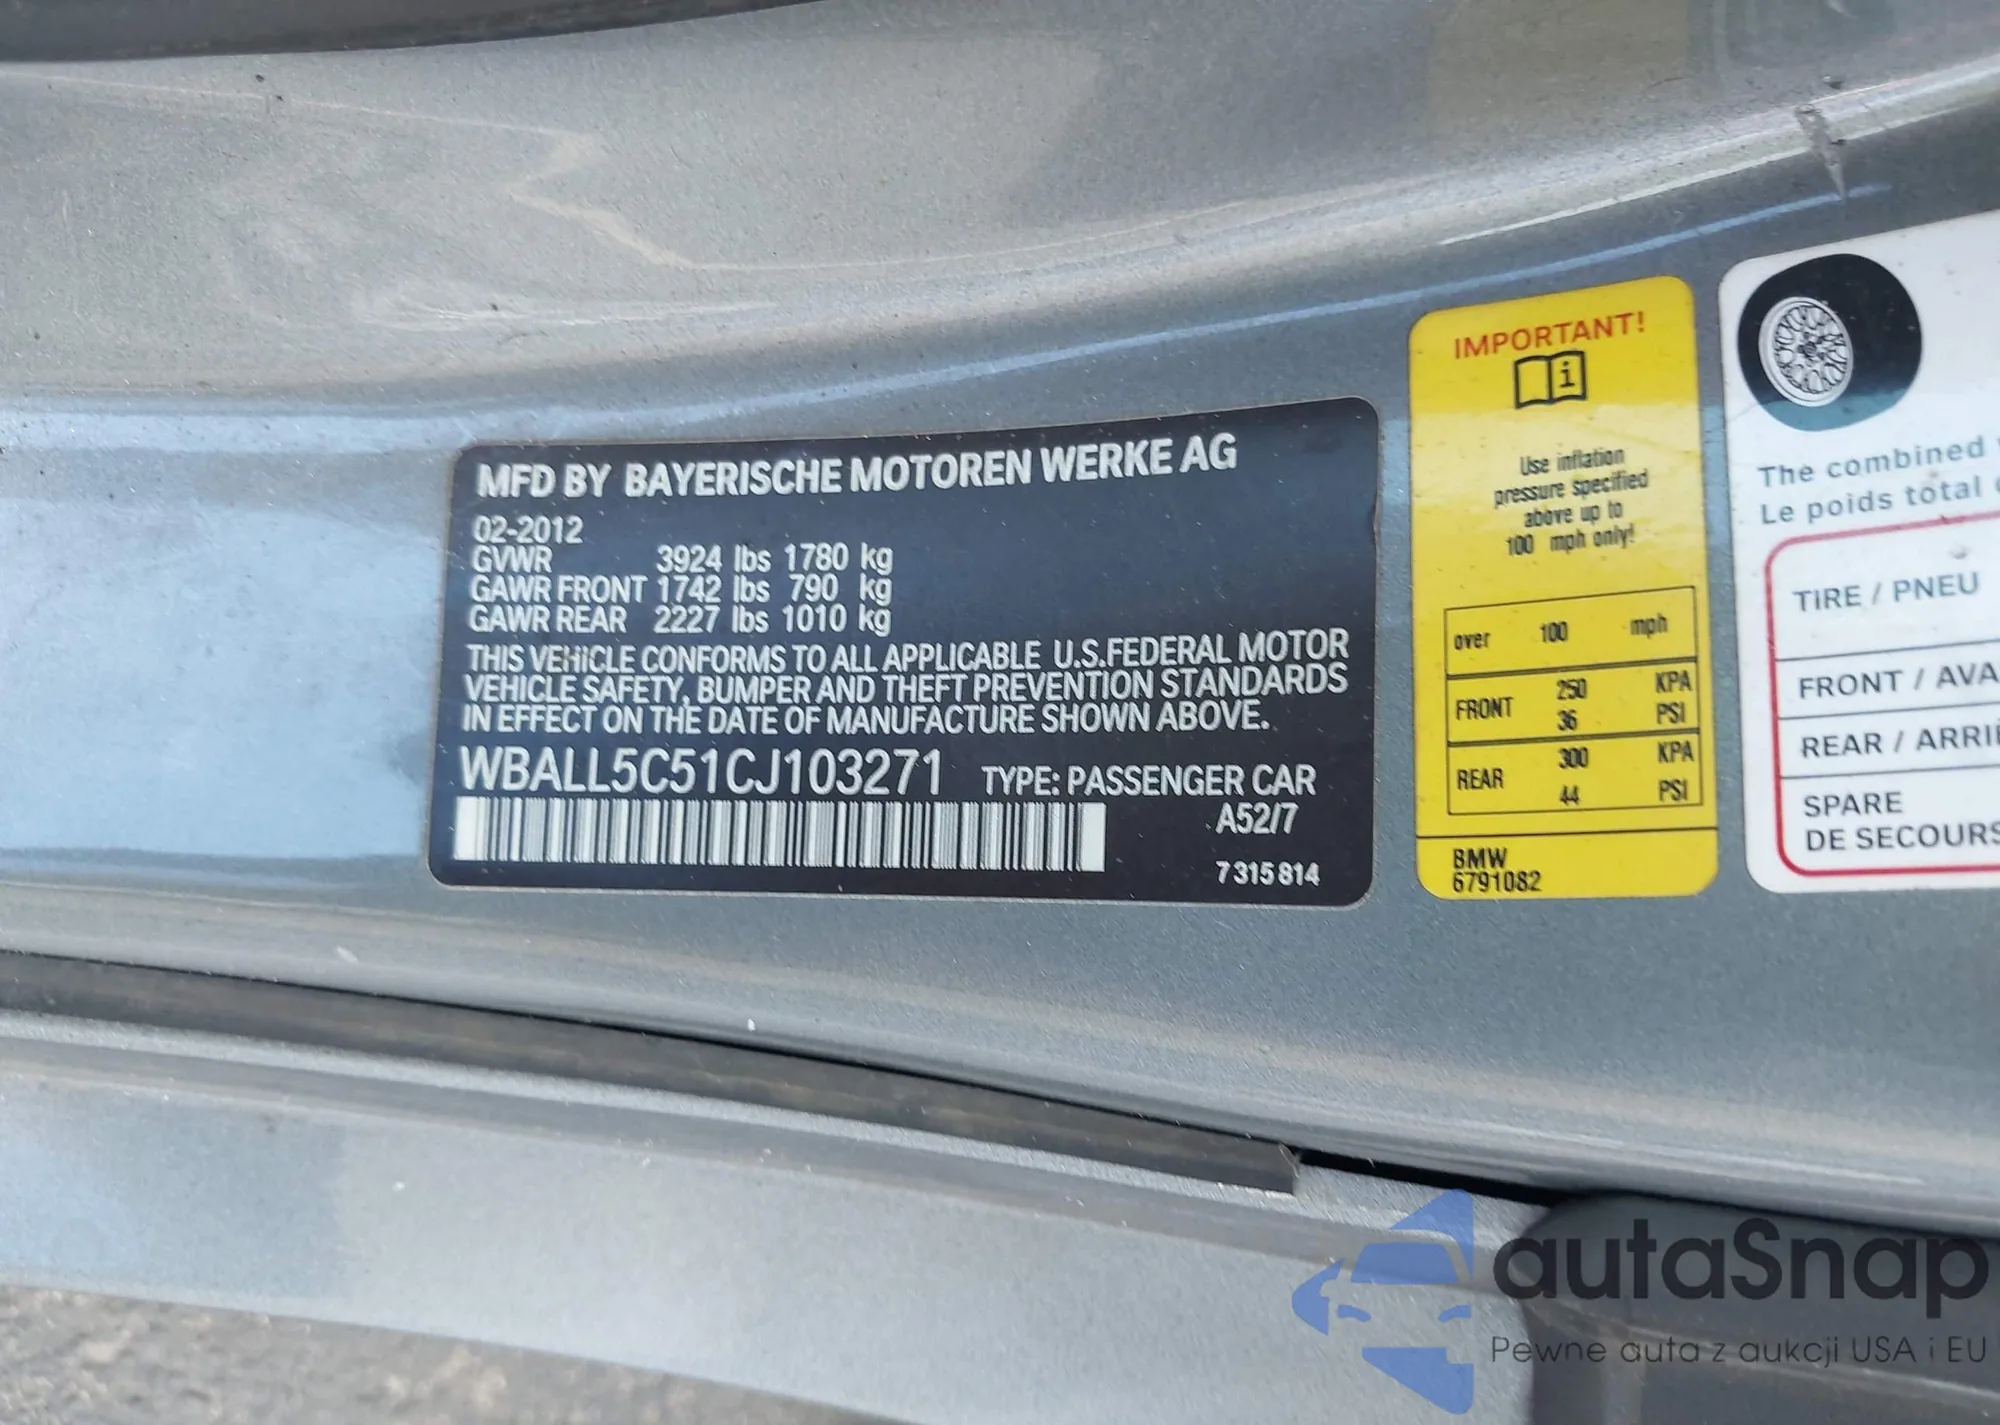 MFD BY BAYERISCHE MOTOREN WERKE AG
02-2012
GVWR 3924 lbs 1780 kg
GAWR FRONT 1742 lbs 790 kg
GAWR REAR 2227 lbs 1010 kg
THIS VEHICLE CONFORMS TO ALL APPLICABLE U.S.FEDERAL MOTOR
VEHICLE SAFETY, BUMPER AND THEFT PREVENTION STANDARDS
IN EFFECT ON THE DATE OF MANUFACTURE SHOWN ABOVE.
WBALL5C51CJ103271 TYPE: PASSENGER CAR
A52/7
7 315 814
IMPORTANT!
i
Use inflation
pressure specified
above up to
100 mph only!
over 100 mph
FRONT 250 KPA
36 PSI
REAR 300 KPA
44 PSI
BMW
6791082
The combined
Le poids total
TIRE / PNEU
FRONT / AVA
REAR / ARRI
SPARE
DE SECOURS
autaSnap
Pewne auta z aukcji USA i EU